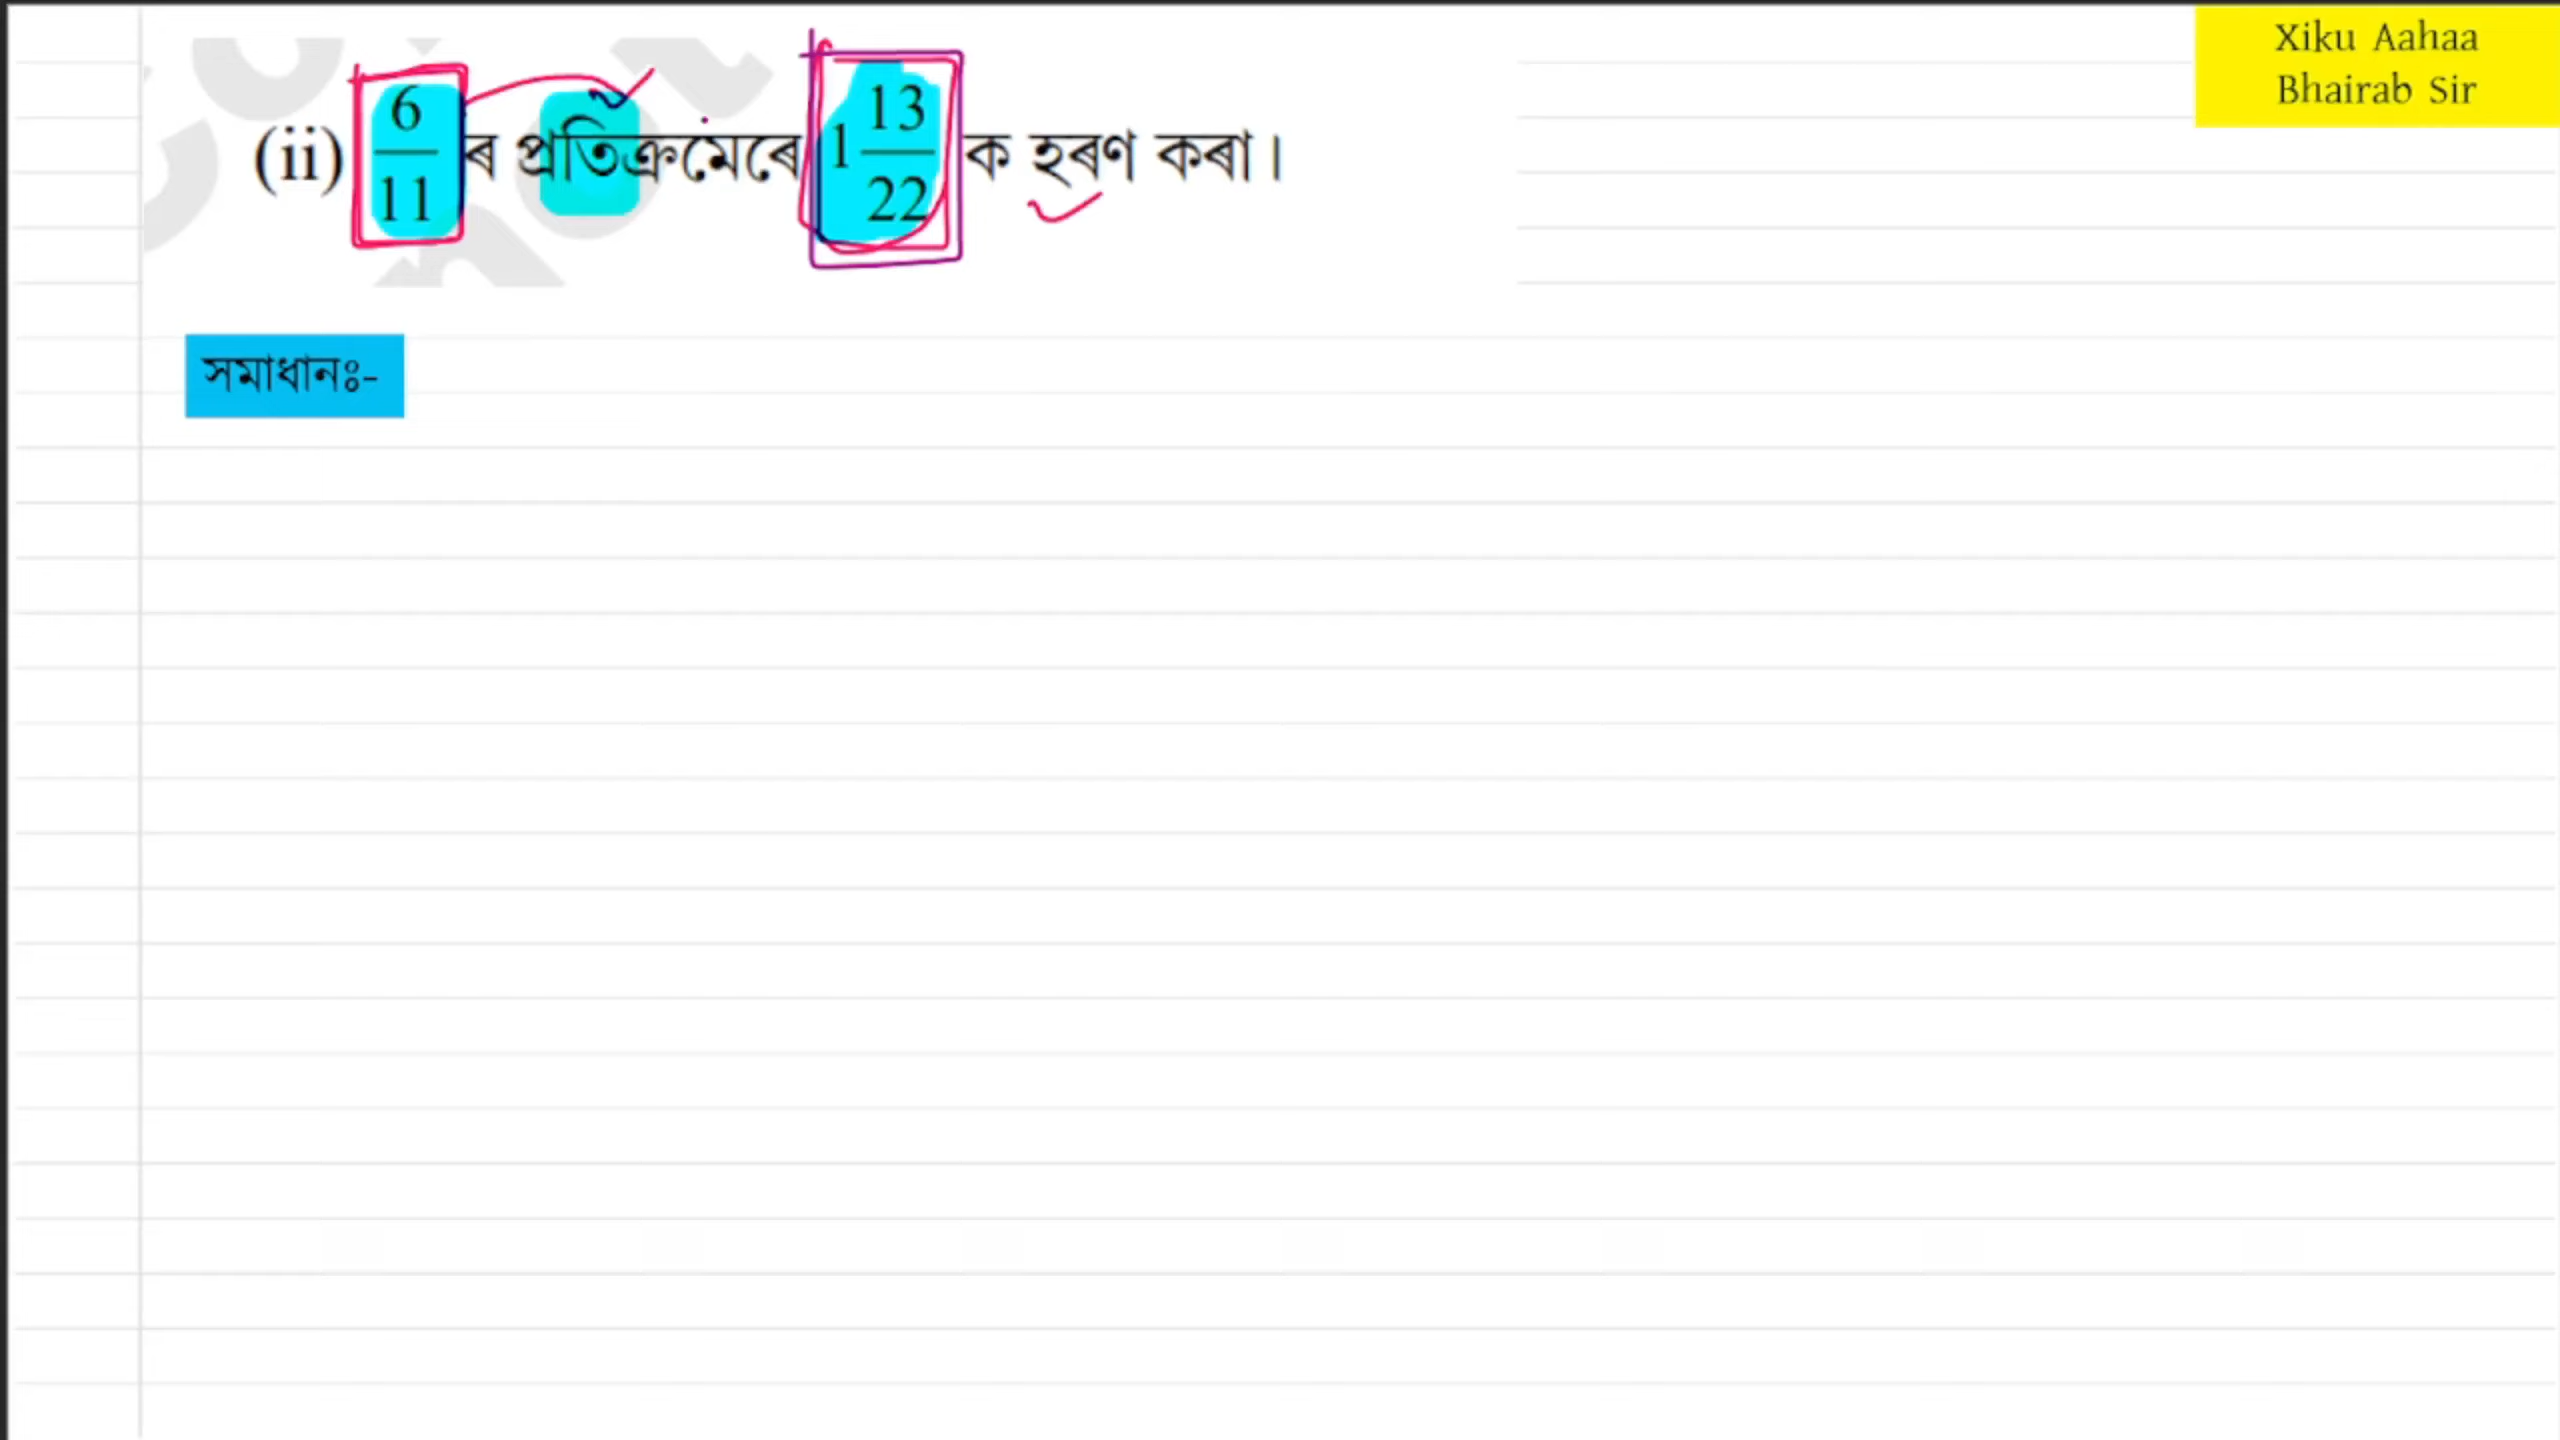 Xiku Aahaa
Bhairab Sir
(ii) 6/11 ৰ প্ৰতিক্ৰমেৰে 1 13/22 ক হৰণ কৰা।
সমাধানঃ-